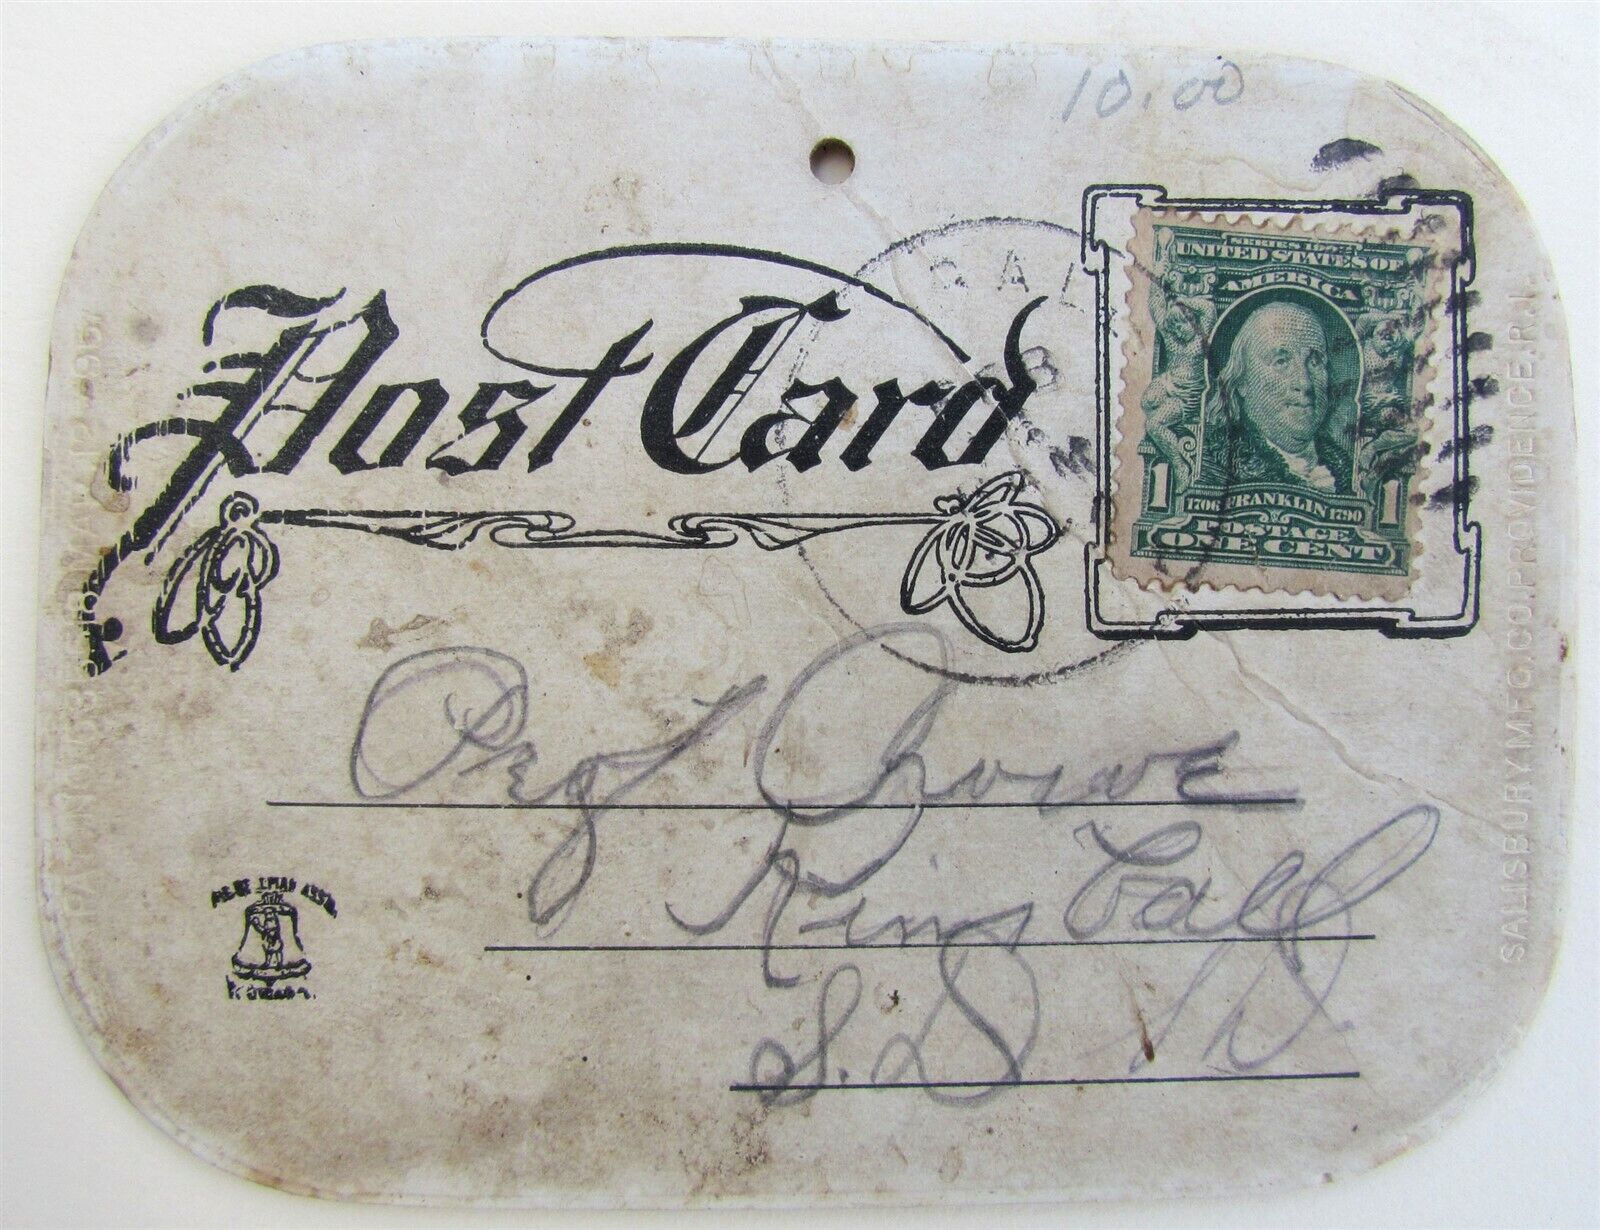 10.00
Post Card
SERIES 1902
UNITED STATES OF
AMERICA
1706 FRANKLIN 1790
1 1
POSTAGE
ONE CENT
Prof Crowe
Kimball
S.D.
SALISBURY MFG. CO. PROVIDENCE. R.I.